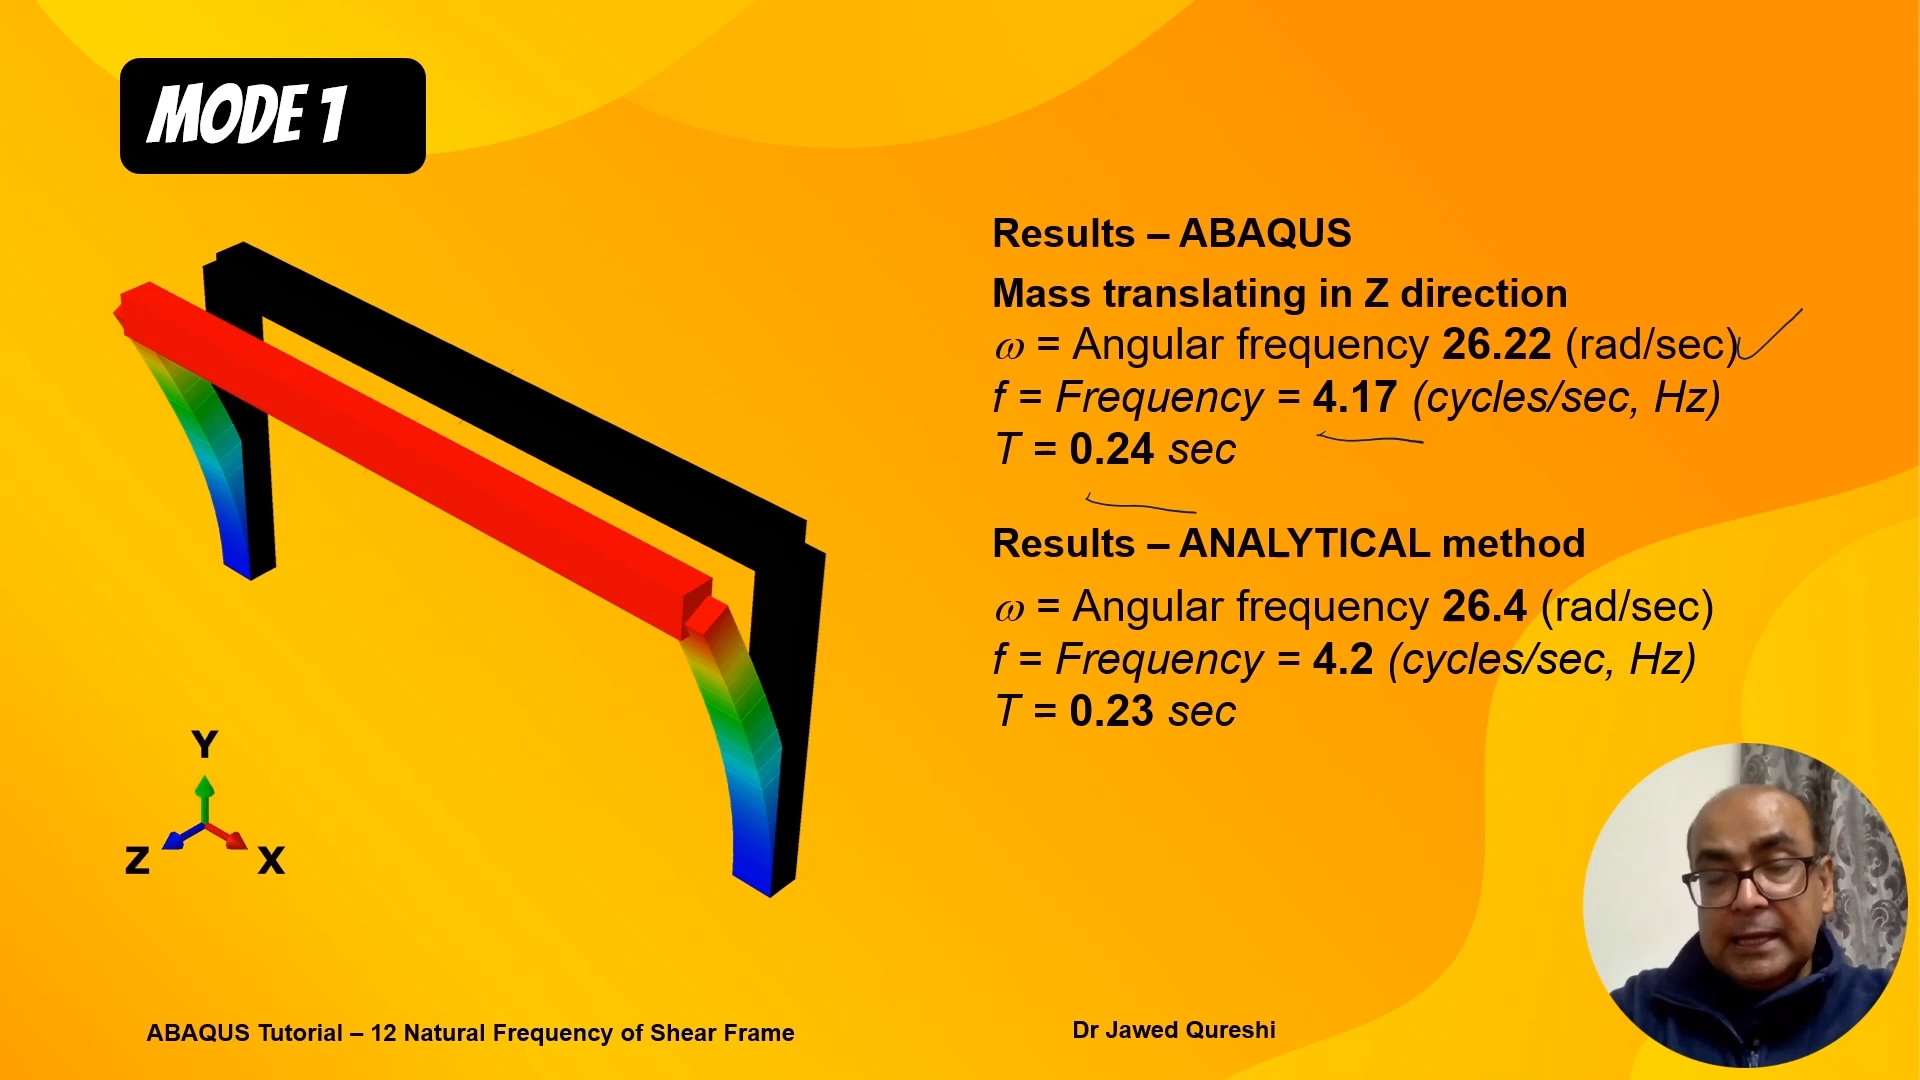 MODE 1
Results – ABAQUS
Mass translating in Z direction
ω = Angular frequency 26.22 (rad/sec)
f = Frequency = 4.17 (cycles/sec, Hz)
T = 0.24 sec
Results – ANALYTICAL method
ω = Angular frequency 26.4 (rad/sec)
f = Frequency = 4.2 (cycles/sec, Hz)
T = 0.23 sec
Y
Z
X
ABAQUS Tutorial – 12 Natural Frequency of Shear Frame
Dr Jawed Qureshi